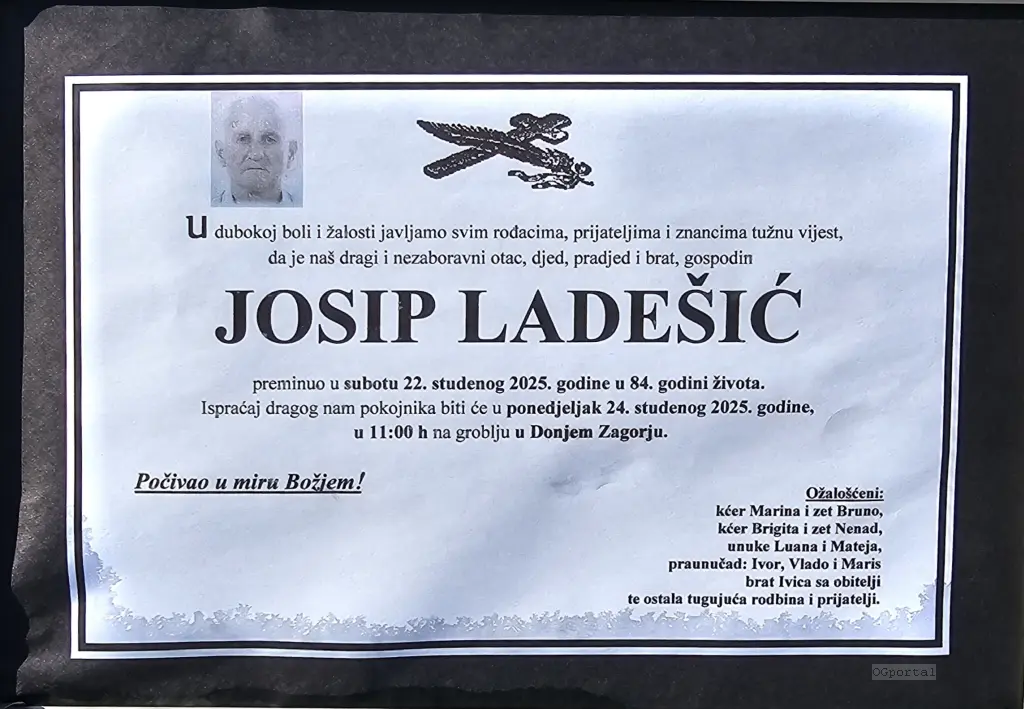 U dubokoj boli i žalosti javljamo svim rođacima, prijateljima i znancima tužnu vijest,
da je naš dragi i nezaboravni otac, djed, pradjed i brat, gospodin
JOSIP LADEŠIĆ
preminuo u subotu 22. studenog 2025. godine u 84. godini života.
Ispraćaj dragog nam pokojnika biti će u ponedjeljak 24. studenog 2025. godine,
u 11:00 h na groblju u Donjem Zagorju.
Počivao u miru Božjem!
Ožalošćeni:
kćer Marina i zet Bruno,
kćer Brigita i zet Nenad,
unuke Luana i Mateja,
praunučad: Ivor, Vlado i Maris
brat Ivica sa obitelji
te ostala tugujuća rodbina i prijatelji.
OGportal